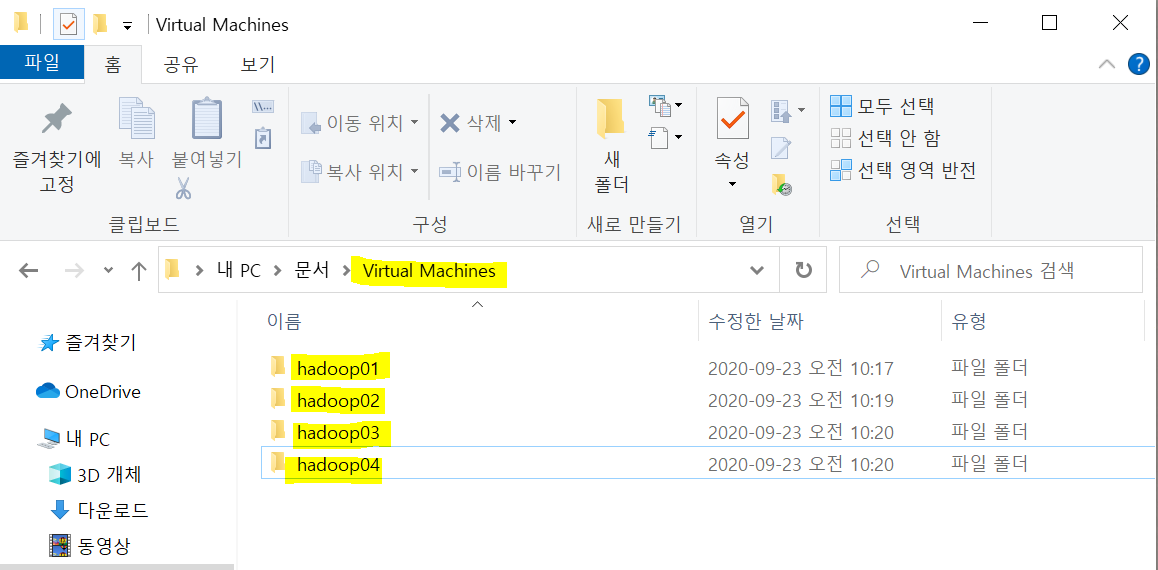 Virtual Machines
파일 홈 공유 보기
모두 선택
이동 위치 삭제
선택 안 함
즐겨찾기에 고정
복사
붙여넣기
새 폴더
속성
복사 위치 이름 바꾸기
선택 영역 반전
클립보드 구성 새로 만들기 열기 선택
내 PC 문서 Virtual Machines
Virtual Machines 검색
이름 수정한 날짜 유형
즐겨찾기
OneDrive
내 PC
3D 개체
다운로드
동영상
hadoop01 2020-09-23 오전 10:17 파일 폴더
hadoop02 2020-09-23 오전 10:19 파일 폴더
hadoop03 2020-09-23 오전 10:20 파일 폴더
hadoop04 2020-09-23 오전 10:20 파일 폴더